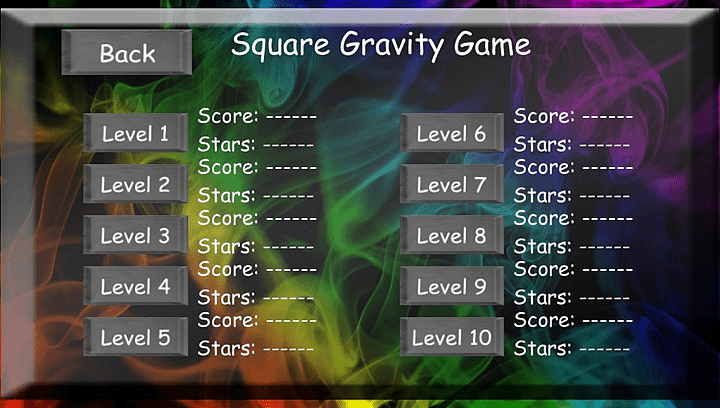 Back
Square Gravity Game
Level 1
Score: ------
Stars: ------
Level 2
Score: ------
Stars: ------
Level 3
Score: ------
Stars: ------
Level 4
Score: ------
Stars: ------
Level 5
Score: ------
Stars: ------
Level 6
Score: ------
Stars: ------
Level 7
Score: ------
Stars: ------
Level 8
Score: ------
Stars: ------
Level 9
Score: ------
Stars: ------
Level 10
Score: ------
Stars: ------